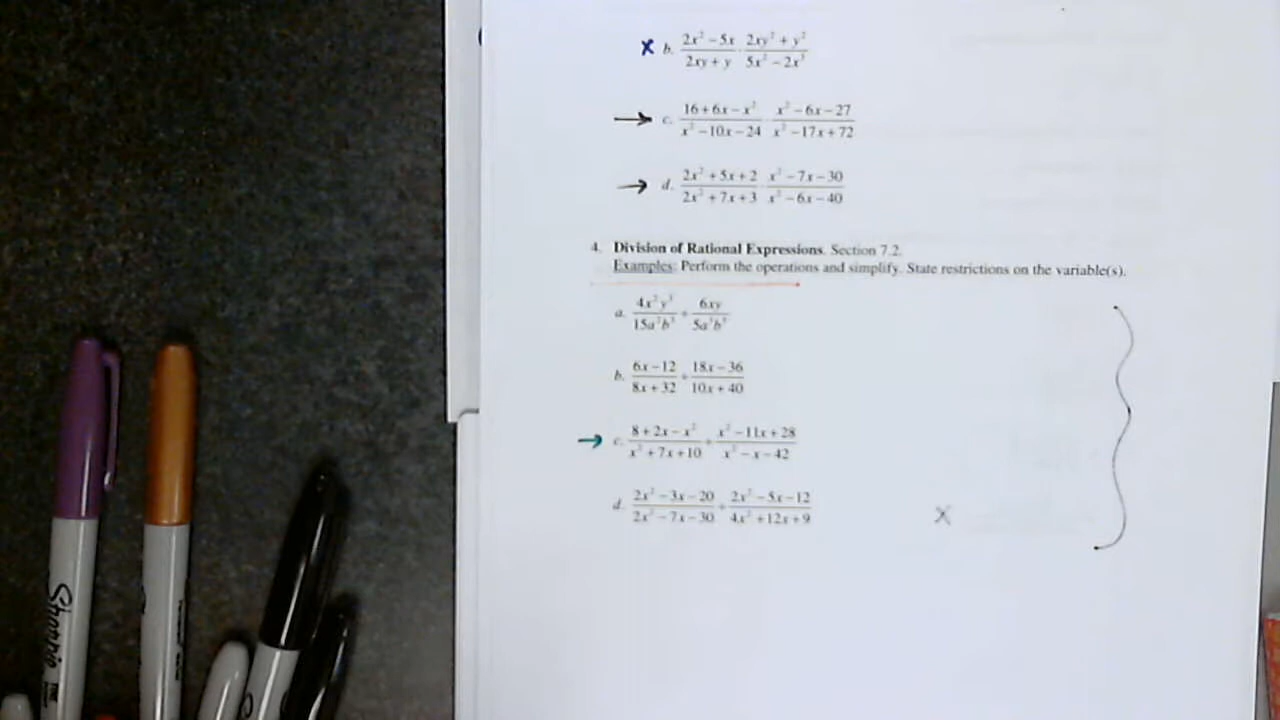 x b. (2x² − 5x)/(2xy + y) · (2xy² + y²)/(5x² − 2x³)
→ c. (16 + 6x − x²)/(x² − 10x − 24) · (x² − 6x − 27)/(x² − 17x + 72)
→ d. (2x² + 5x + 2)/(2x² + 7x + 3) · (x² − 7x − 30)/(x² − 6x − 40)
4. Division of Rational Expressions. Section 7.2.
Examples: Perform the operations and simplify. State restrictions on the variable(s).
a.
b. (6x − 12)/(8x + 32) ÷ (18x − 36)/(10x + 40)
→ c. (8 + 2x − x²)/(x² + 7x + 10) ÷ (x² − 11x + 28)/(x² − x − 42)
d. (2x² − 3x − 20)/(2x² − 7x − 30) ÷ (2x² − 5x − 12)/(4x² + 12x + 9) x
Sharpie